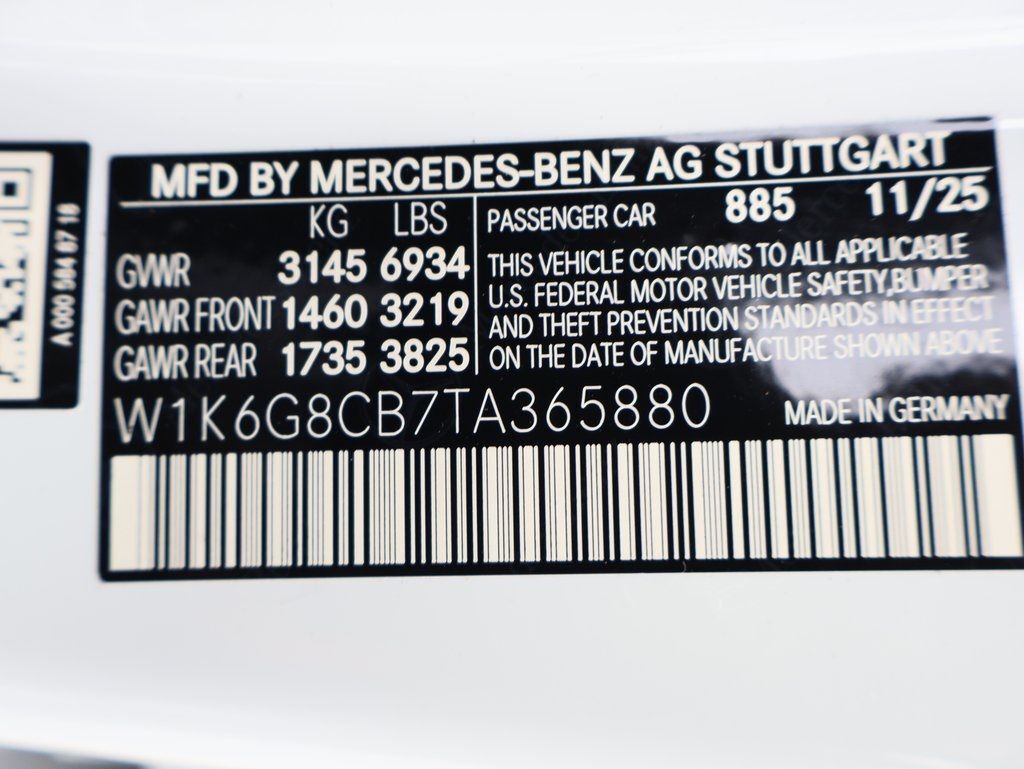 A 000 584 67 16
MFD BY MERCEDES-BENZ AG STUTTGART
KG LBS
GVWR 3145 6934
GAWR FRONT 1460 3219
GAWR REAR 1735 3825
PASSENGER CAR 885 11/25
THIS VEHICLE CONFORMS TO ALL APPLICABLE
U.S. FEDERAL MOTOR VEHICLE SAFETY,BUMPER
AND THEFT PREVENTION STANDARDS IN EFFECT
ON THE DATE OF MANUFACTURE SHOWN ABOVE
W1K6G8CB7TA365880
MADE IN GERMANY